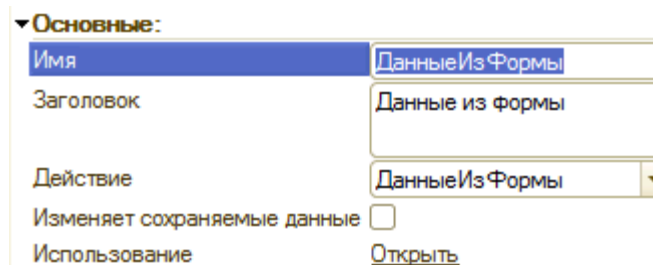 Основные:
Имя ДанныеИзФормы
Заголовок Данные из формы
Действие ДанныеИзФормы
Изменяет сохраняемые данные
Использование Открыть